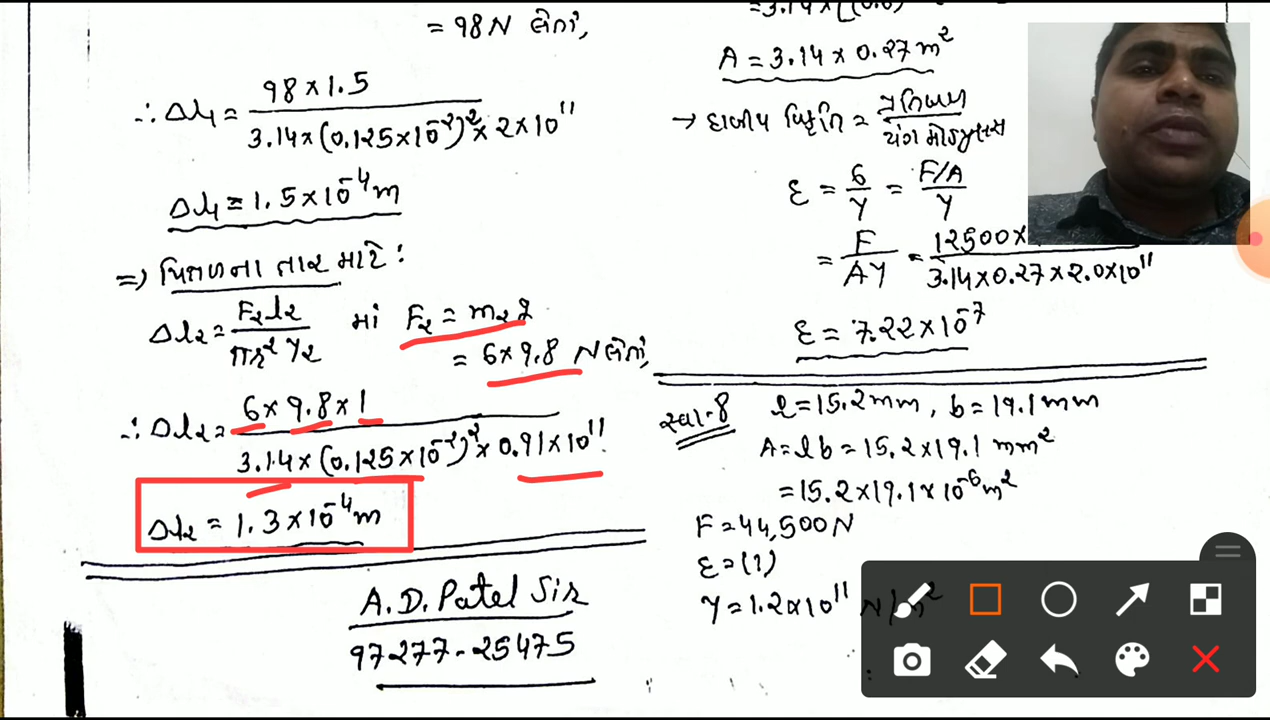 = 98 N લેતાં,
∴ Δl₁ = 98 × 1.5 / 3.14 × (0.125 × 10⁻²)² × 2 × 10¹¹
Δl₁ = 1.5 × 10⁻⁴ m
=) પિત્તળના તાર માટે :
Δl₂ = F₂l₂ / πr²Y₂ માં F₂ = m₂g
= 6 × 9.8 N લેતાં,
∴ Δl₂ = 6 × 9.8 × 1 / 3.14 × (0.125 × 10⁻²)² × 0.91 × 10¹¹
Δl₂ = 1.3 × 10⁻⁴ m
A.D. Patel Sir
97277-25475
A = 3.14 × 0.27 m²
→ દાબીય વિકૃતિ = પ્રતિબળ / યંગ મોડ્યુલસ
ε = σ/Y = F/A / Y
= F / AY = 12500 × / 3.14 × 0.27 × 2.0 × 10¹¹
ε = 7.22 × 10⁻⁷
સ્વા-8 l = 15.2 mm, b = 19.1 mm
A = lb = 15.2 × 19.1 mm²
= 15.2 × 19.1 × 10⁻⁶ m²
F = 44,500 N
ε = (?)
Y = 1.2 × 10¹¹ N/m²